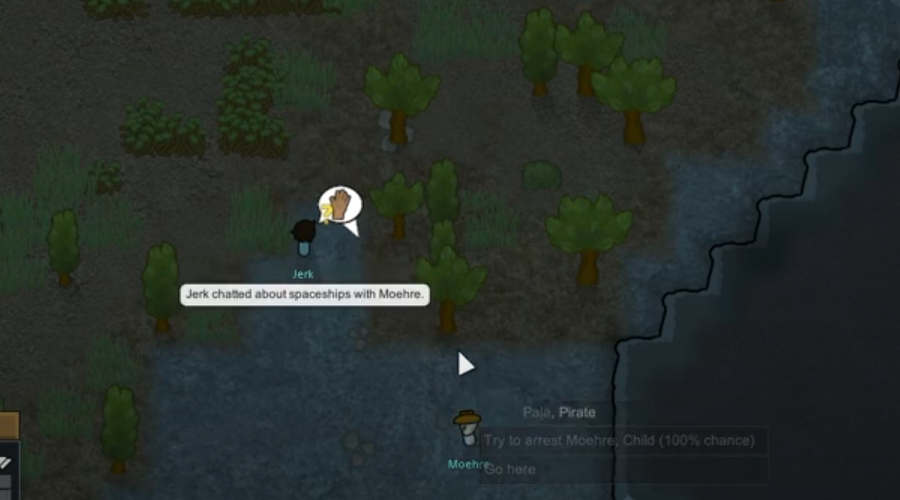 Jerk
Jerk chatted about spaceships with Moehre.
Pala, Pirate
Try to arrest Moehre, Child (100% chance)
Moehre
Go here